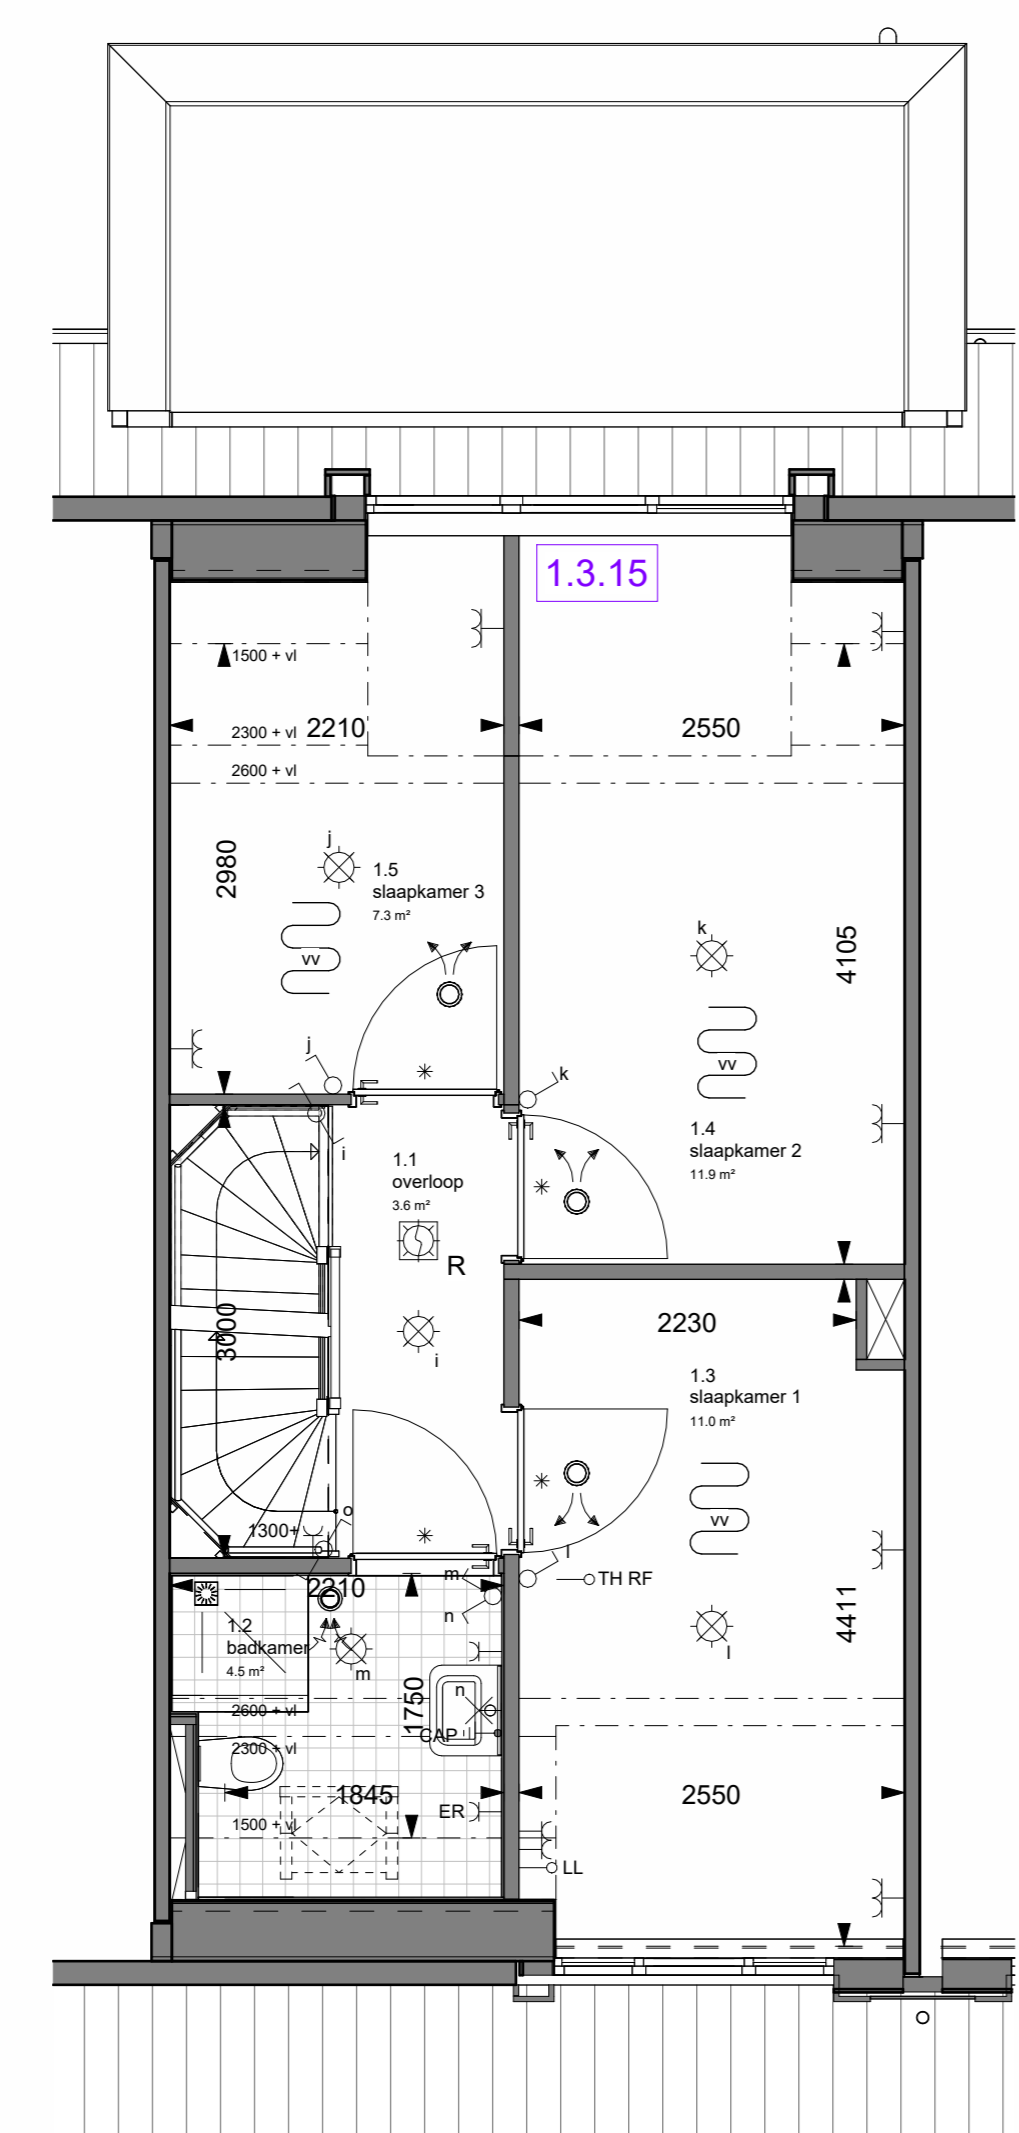 1.3.15
1500 + vl
2300 + vl
2210
2550
2600 + vl
j
2980
1.5
slaapkamer 3
7.3 m²
vv
k
4105
vv
j
k
i
1.4
slaapkamer 2
11.9 m²
1.1
overloop
3.6 m²
R
3000
i
2230
1.3
slaapkamer 1
11.0 m²
vv
o
1300+
2210
m
l
TH RF
n
4411
1.2
badkamer
4.5 m²
m
l
1750
n
2600 + vl
CAP
2300 + vl
1845
2550
ER
1500 + vl
LL